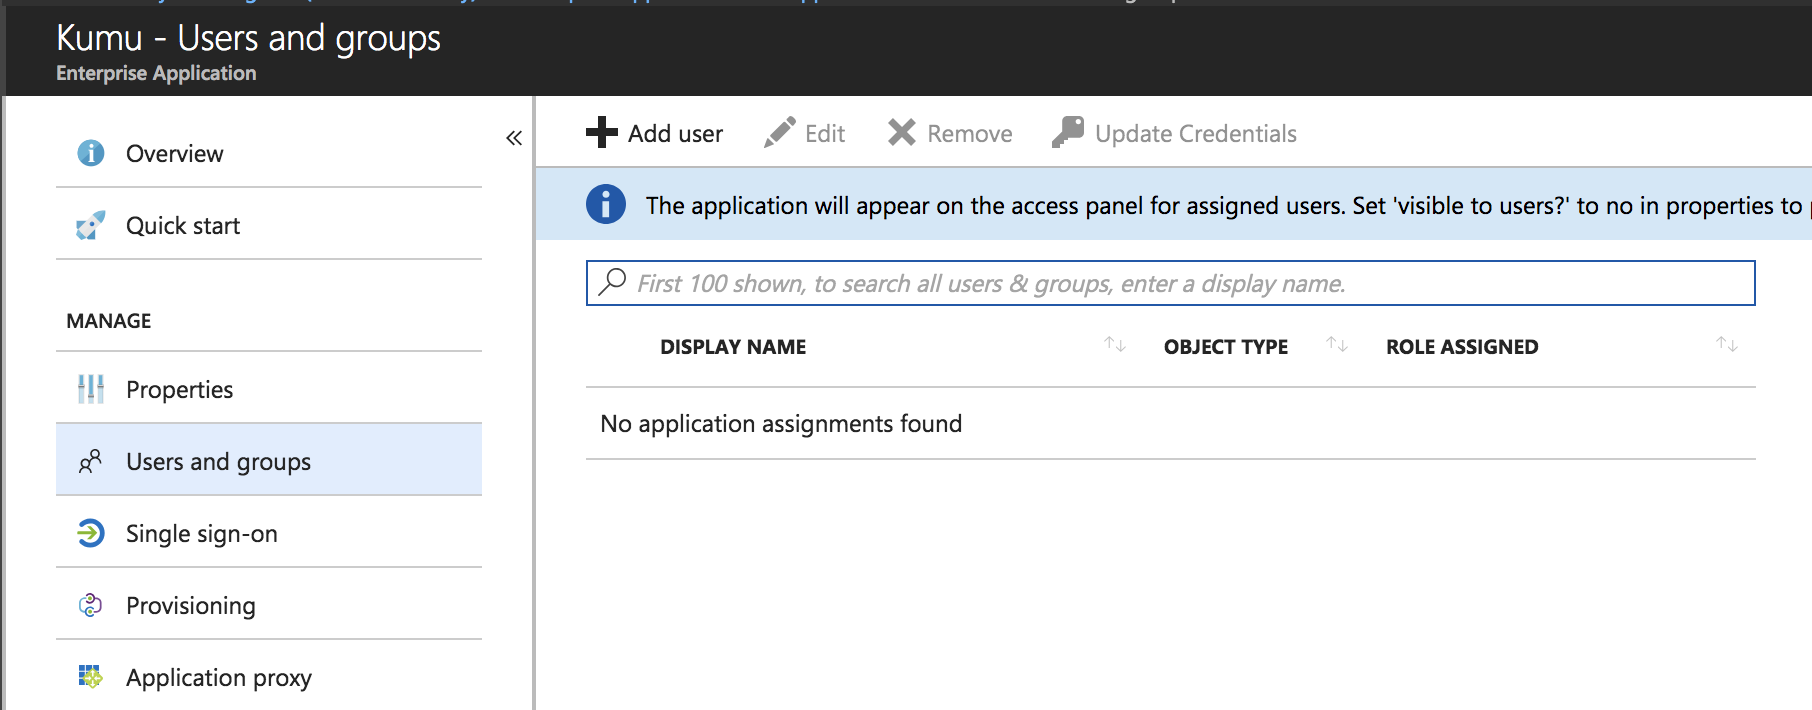 Kumu - Users and groups
Enterprise Application
Overview
Quick start
MANAGE
Properties
Users and groups
Single sign-on
Provisioning
Application proxy
Add user Edit Remove Update Credentials
The application will appear on the access panel for assigned users. Set 'visible to users?' to no in properties to
First 100 shown, to search all users & groups, enter a display name.
DISPLAY NAME OBJECT TYPE ROLE ASSIGNED
No application assignments found